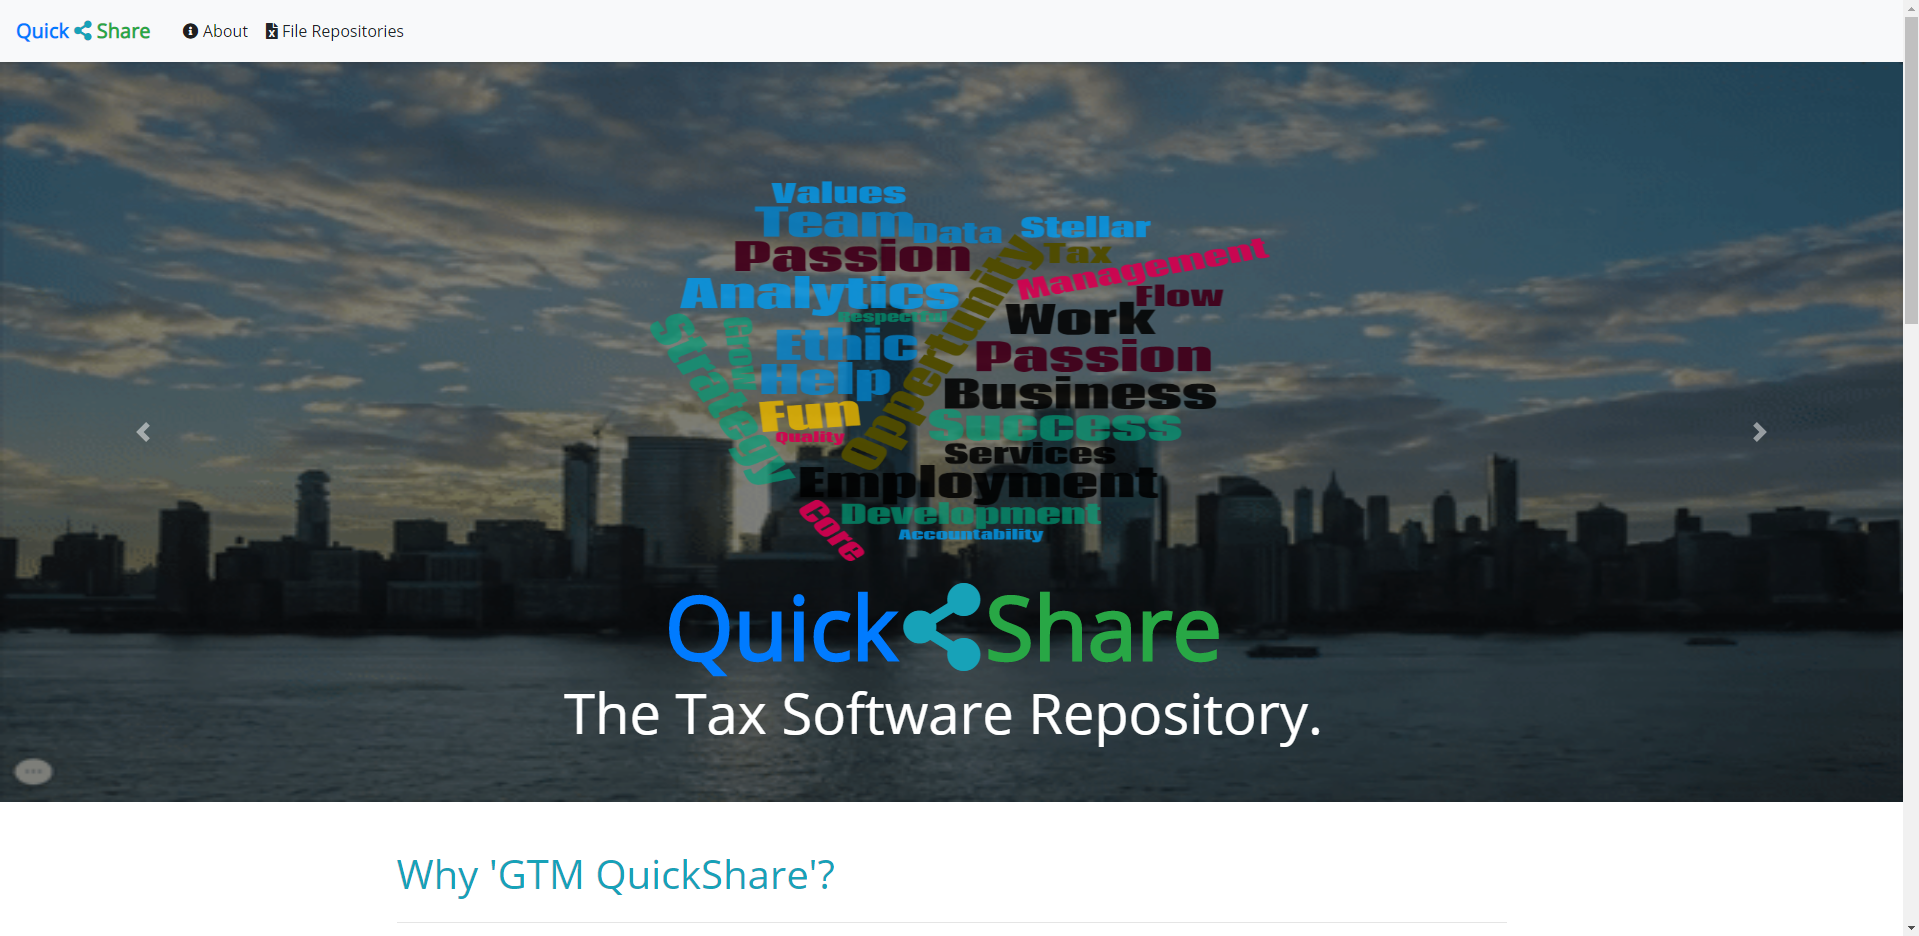 Quick Share
About
File Repositories
Values
Team
Data
Stellar
Passion
Tax
Management
Analytics
Flow
Respectful
Work
Strategy
Grow
Ethic
Oppertunity
Passion
Help
Business
Fun
Success
Quality
Services
Employment
Core
Development
Accountability
Quick Share
The Tax Software Repository.
Why 'GTM QuickShare'?